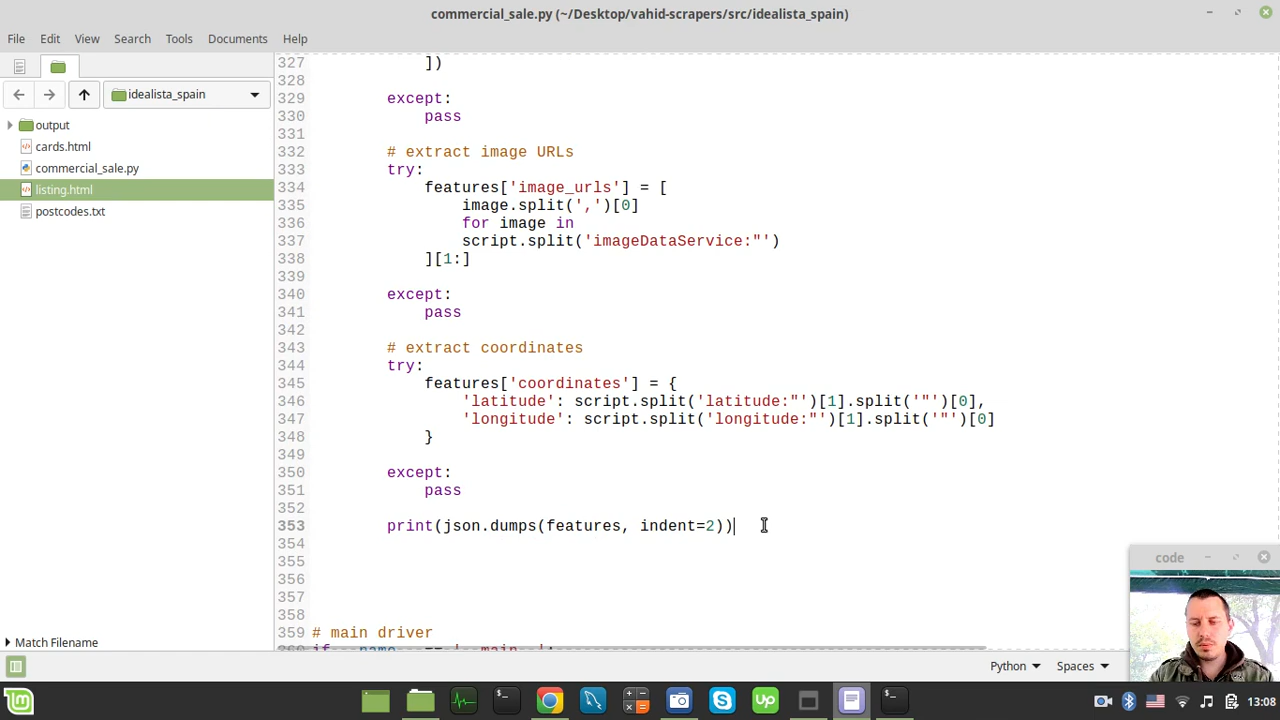 commercial_sale.py (~/Desktop/vahid-scrapers/src/idealista_spain)
File Edit View Search Tools Documents Help
idealista_spain
output
cards.html
commercial_sale.py
listing.html
postcodes.txt
Match Filename
327 ])
328
329 except:
330 pass
331
332 # extract image URLs
333 try:
334 features['image_urls'] = [
335 image.split(',')[0]
336 for image in
337 script.split('imageDataService:"')
338 ][1:]
339
340 except:
341 pass
342
343 # extract coordinates
344 try:
345 features['coordinates'] = {
346 'latitude': script.split('latitude:"')[1].split('"')[0],
347 'longitude': script.split('longitude:"')[1].split('"')[0]
348 }
349
350 except:
351 pass
352
353 print(json.dumps(features, indent=2))
354
355
356
357
358
359 # main driver
code
Python Spaces
13:08